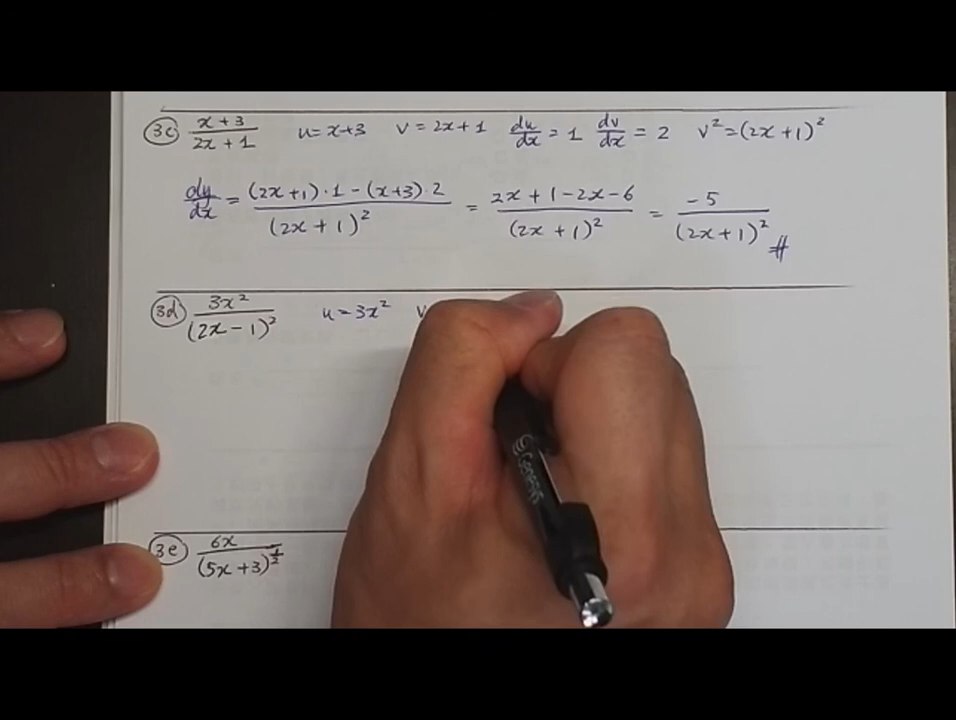 3c x+3/2x+1 u=x+3 v=2x+1 du/dx=1 dv/dx=2 v²=(2x+1)²
dy/dx = (2x+1)·1-(x+3)·2/(2x+1)² = 2x+1-2x-6/(2x+1)² = -5/(2x+1)² #
3d 3x²/(2x-1)² u=3x² v
Genesys
3e 6x/(5x+3)^½